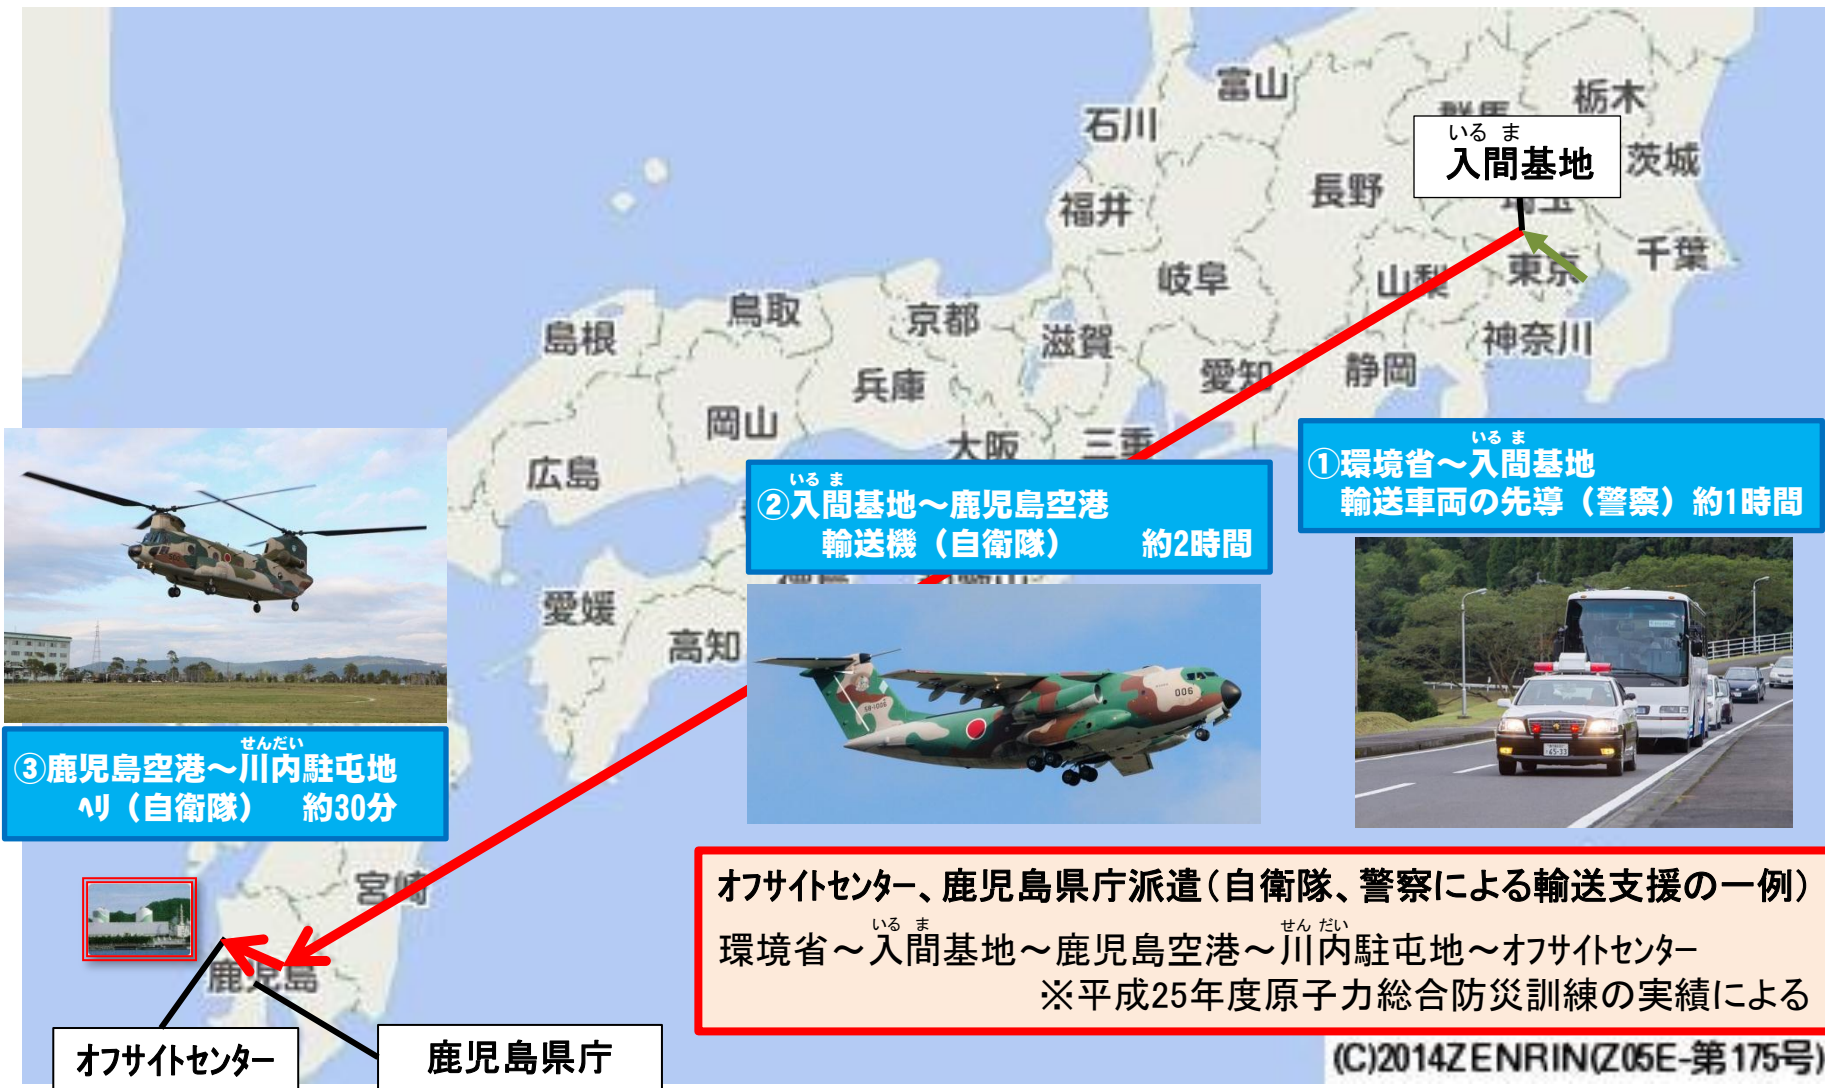 富山
栃木
石川
群馬
いる ま
入間基地
茨城
長野
福井
埼玉
千葉
岐阜
山梨
東京
鳥取
京都
島根
滋賀
神奈川
兵庫
愛知
静岡
岡山
大阪
三重
広島
いる ま
①環境省～入間基地
輸送車両の先導（警察）約1時間
いる ま
②入間基地～鹿児島空港
輸送機（自衛隊） 約2時間
愛媛
高知
006
せんだい
③鹿児島空港～川内駐屯地
ヘリ（自衛隊） 約30分
宮崎
鹿児島
オフサイトセンター、鹿児島県庁派遣（自衛隊、警察による輸送支援の一例）
いる ま せん だい
環境省～入間基地～鹿児島空港～川内駐屯地～オフサイトセンター
※平成25年度原子力総合防災訓練の実績による
オフサイトセンター
鹿児島県庁
(C)2014ZENRIN(Z05E-第175号)